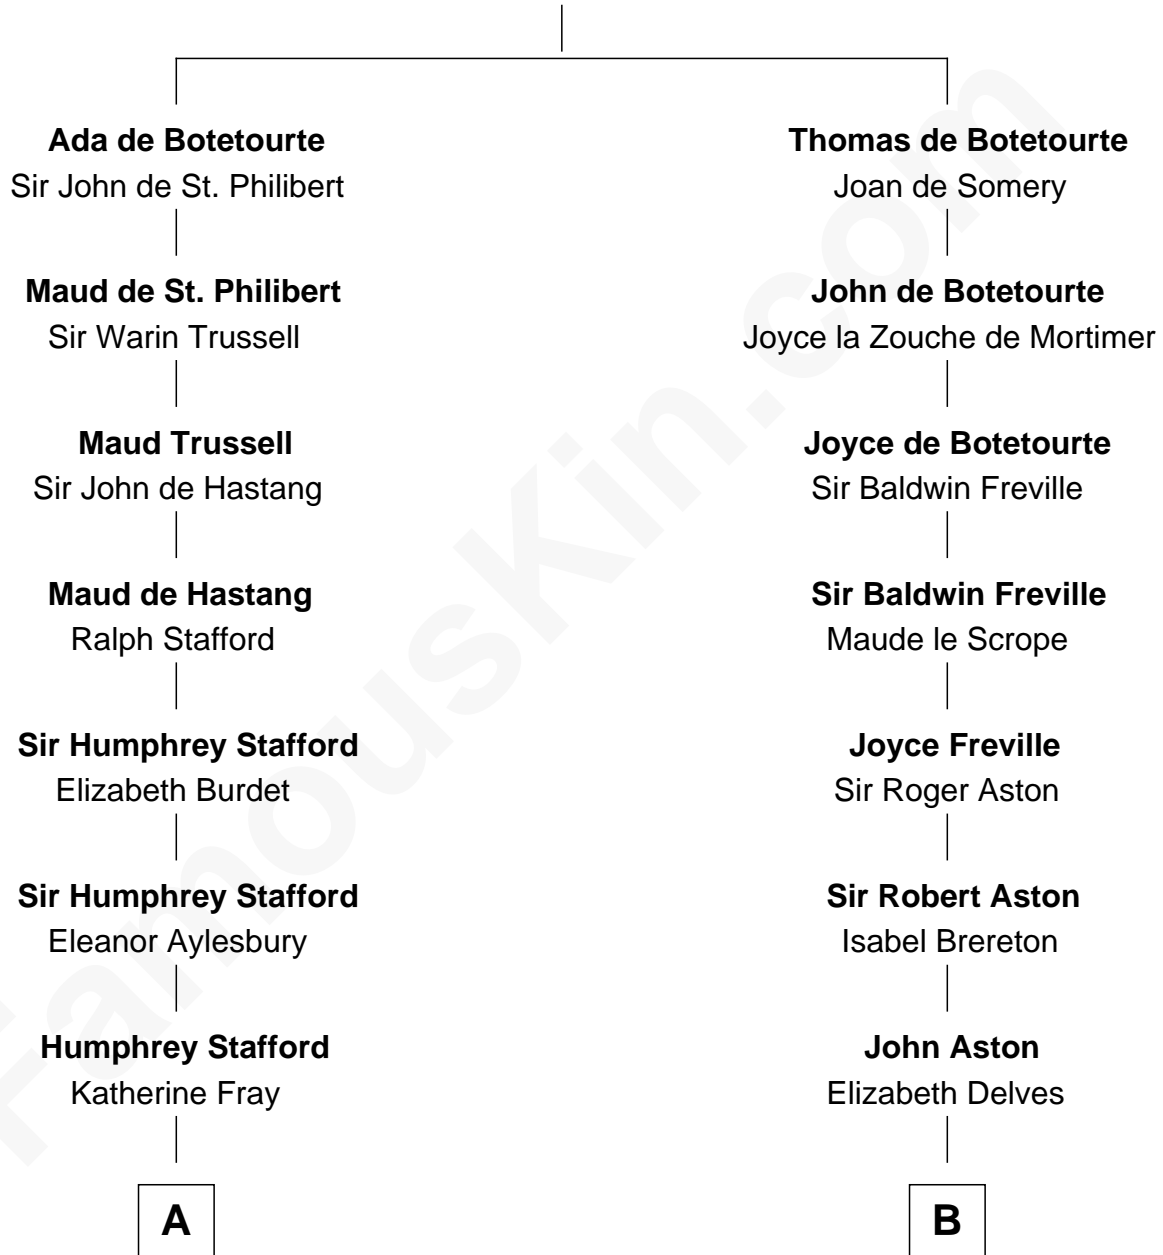 Ada de Botetourte
Sir John de St. Philibert
Maud de St. Philibert
Sir Warin Trussell
Maud Trussell
Sir John de Hastang
Maud de Hastang
Ralph Stafford
Sir Humphrey Stafford
Elizabeth Burdet
Sir Humphrey Stafford
Eleanor Aylesbury
Humphrey Stafford
Katherine Fray
A
Thomas de Botetourte
Joan de Somery
John de Botetourte
Joyce la Zouche de Mortimer
Joyce de Botetourte
Sir Baldwin Freville
Sir Baldwin Freville
Maude le Scrope
Joyce Freville
Sir Roger Aston
Sir Robert Aston
Isabel Brereton
John Aston
Elizabeth Delves
B
FamousKin.com